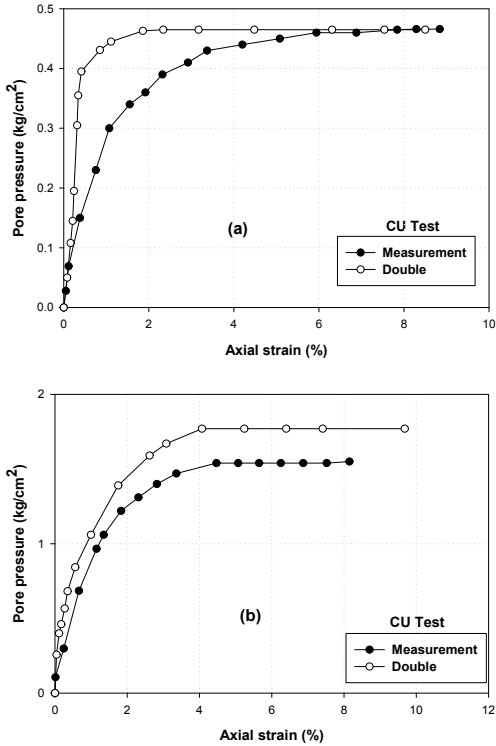 0.5
0.4
0.3
0.2
0.1
0.0
Pore pressure (kg/cm²)
(a)
CU Test
Measurement
Double
0 2 4 6 8 10
Axial strain (%)
2
1
0
Pore pressure (kg/cm²)
(b)
CU Test
Measurement
Double
0 2 4 6 8 10 12
Axial strain (%)